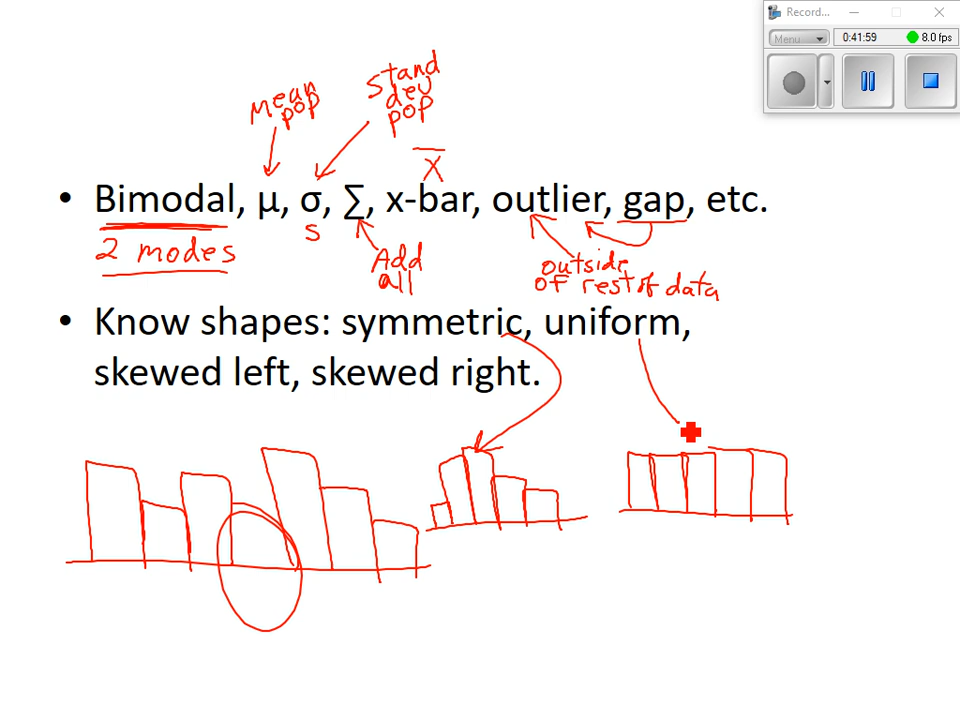 Record...
Menu
0:41:59
8.0 fps
Mean
pop
Stand
dev
pop
x
• Bimodal, μ, σ, ∑, x-bar, outlier, gap, etc.
2 modes
s
Add
all
outside
of rest of data
• Know shapes: symmetric, uniform,
skewed left, skewed right.